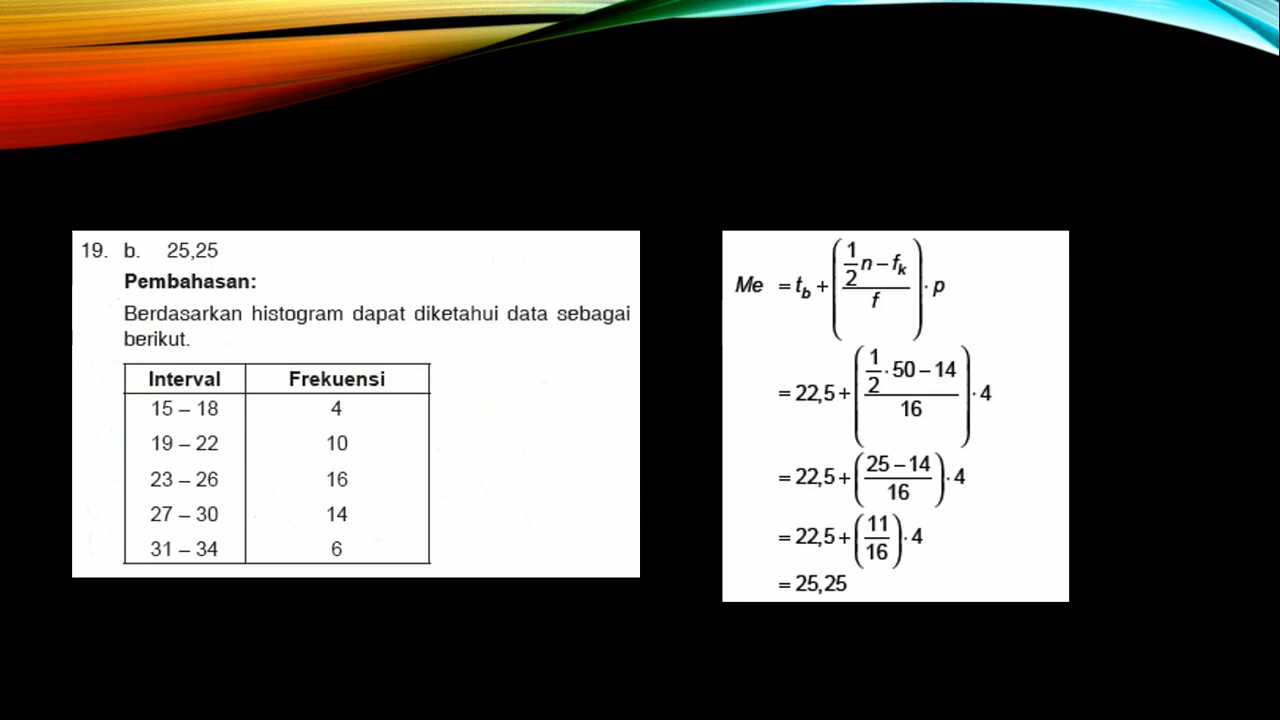 19. b. 25,25
Pembahasan:
Berdasarkan histogram dapat diketahui data sebagai
berikut.
Interval Frekuensi
15 – 18 4
19 – 22 10
23 – 26 16
27 – 30 14
31 – 34 6
Me = t_b + ((1/2 n – f_k) / f) · p
= 22,5 + ((1/2 · 50 – 14) / 16) · 4
= 22,5 + ((25 – 14) / 16) · 4
= 22,5 + (11/16) · 4
= 25,25